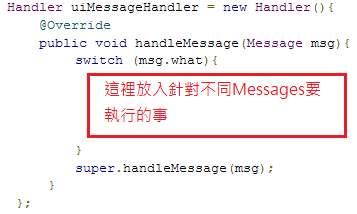 Handler uiMessageHandler = new Handler(){
@Override
public void handleMessage(Message msg){
switch (msg.what){
這裡放入針對不同Messages要
執行的事
}
super.handleMessage(msg);
}
};